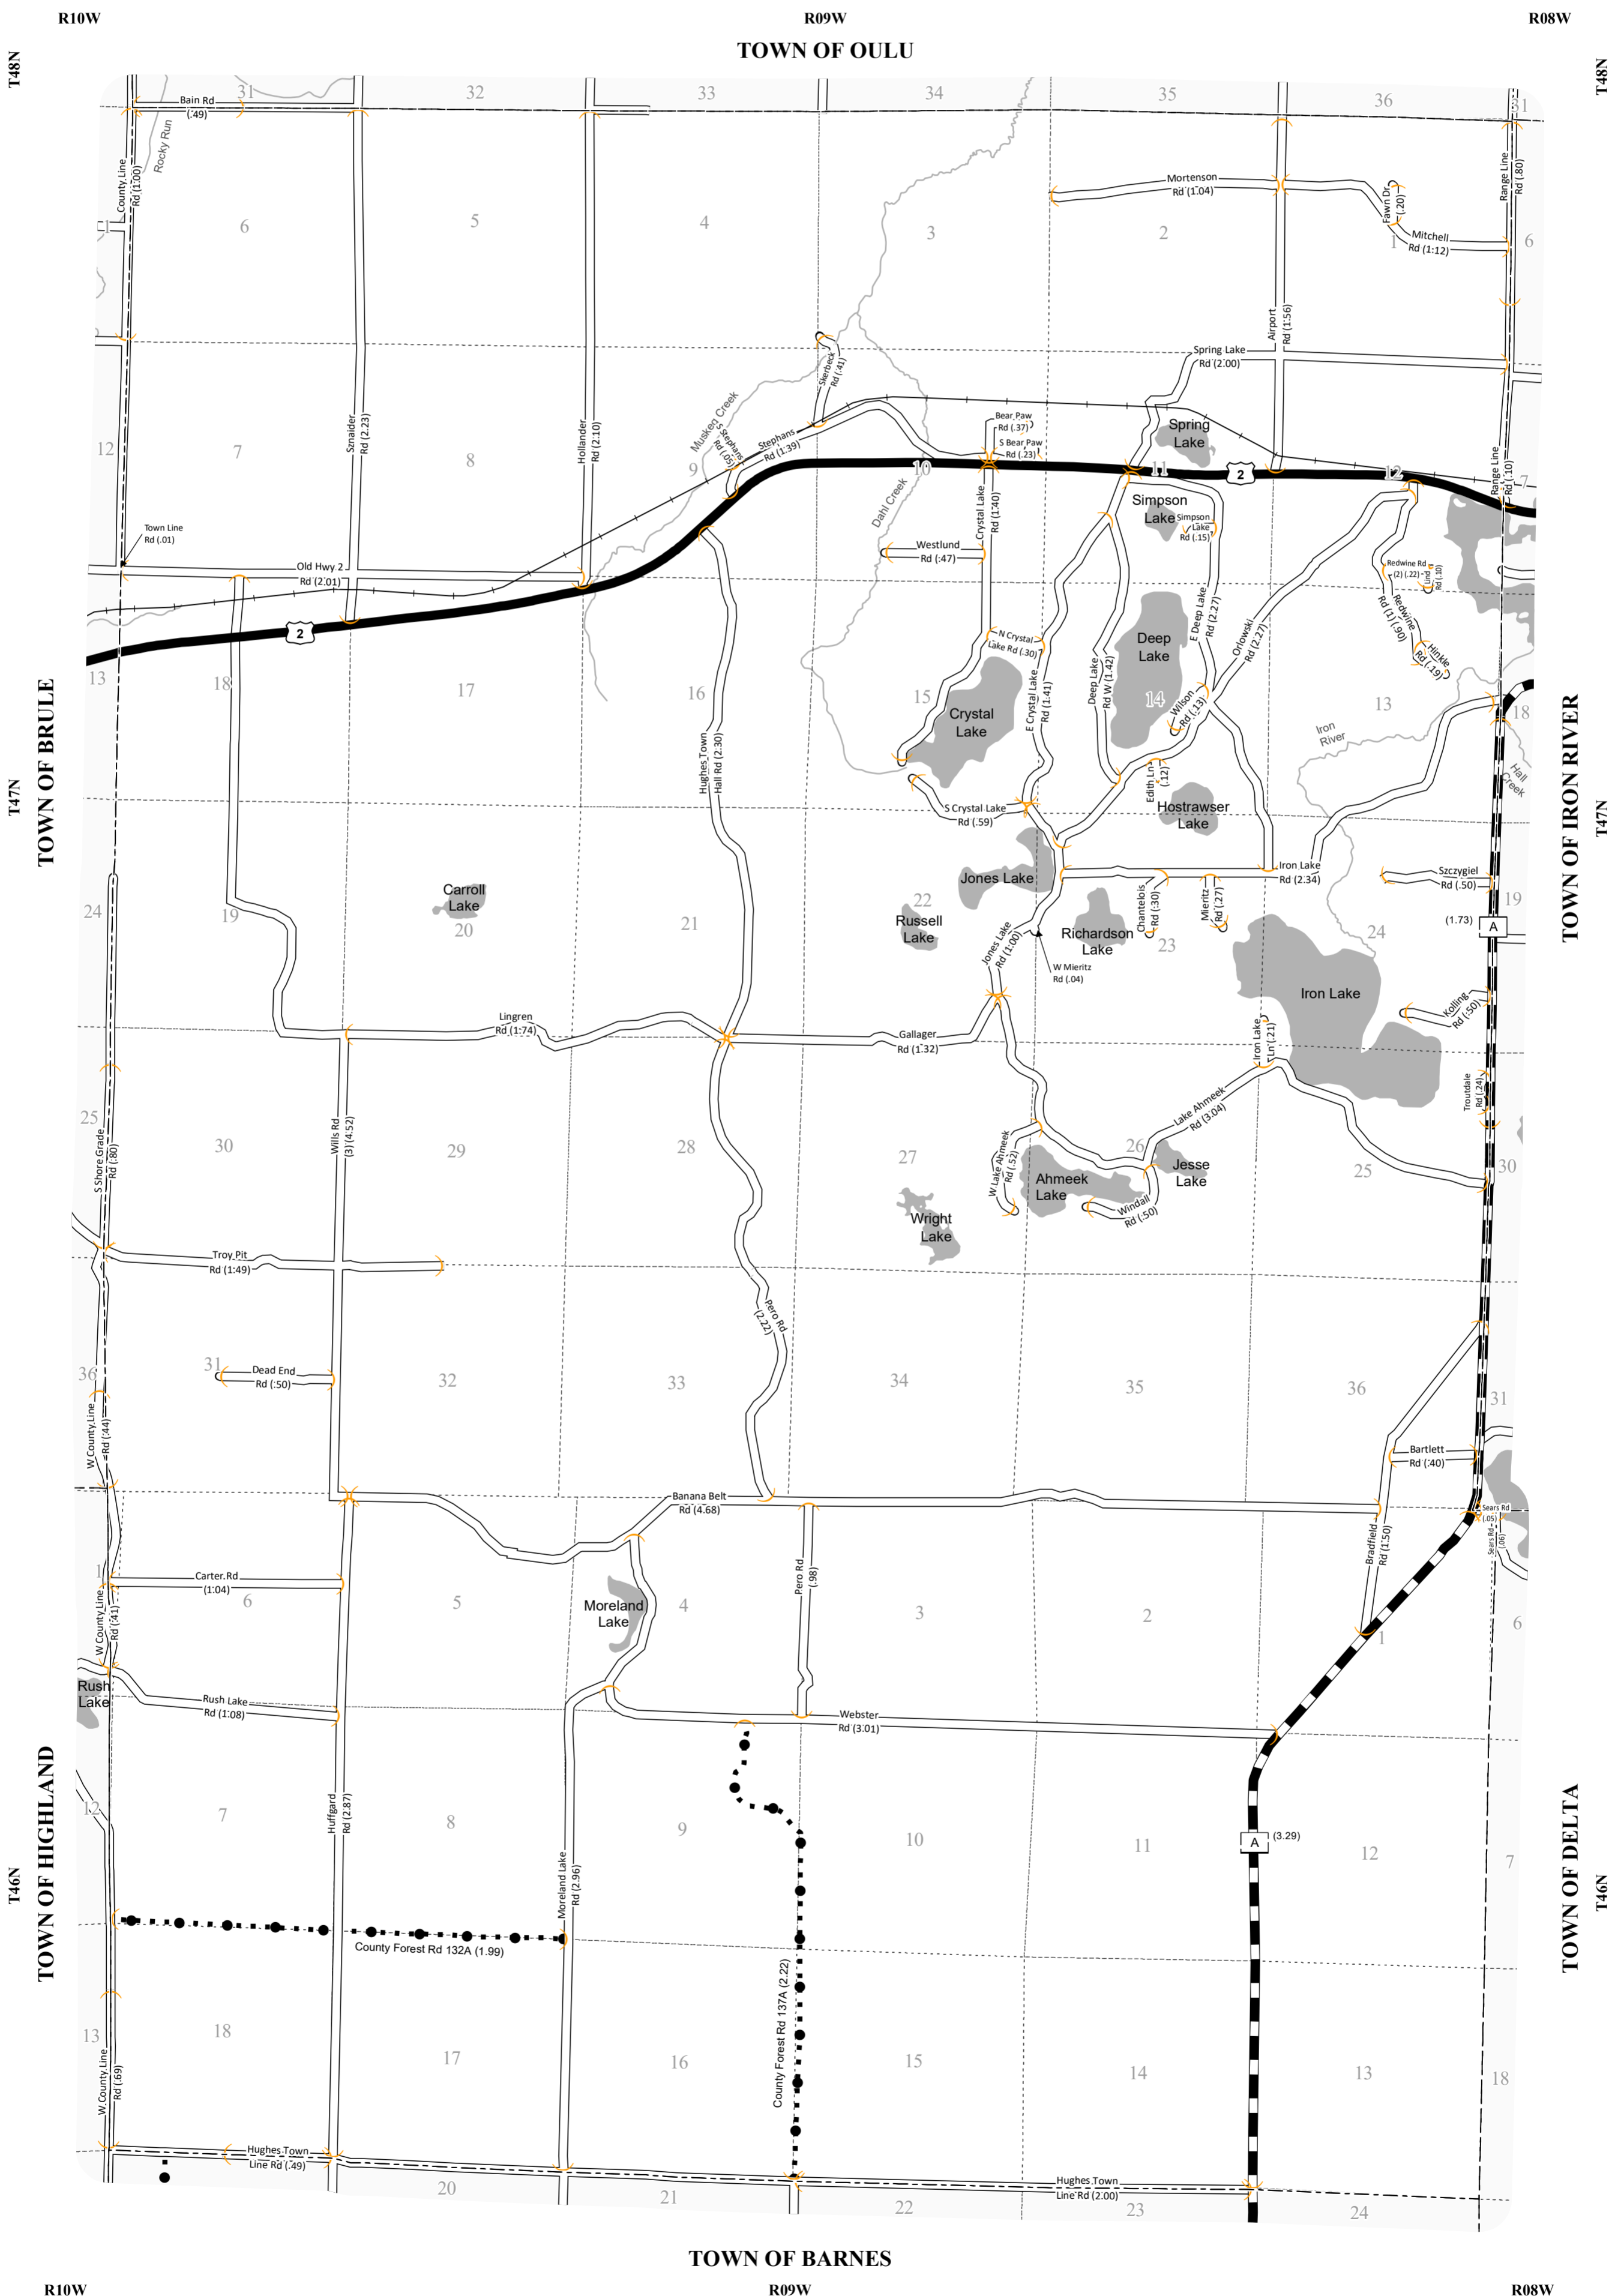 R10W
R09W
R08W
TOWN OF OULU
T48N
T48N
31
32
33
34
35
36
31
Bain Rd
(.49)
Rocky Run
County Line
Rd (1.00)
Mortenson
Rd (1.04)
Fawn Dr
(.20)
Mitchell
Rd (1.12)
Range Line
Rd (.80)
1
6
5
4
3
2
1
6
Airport
Rd (1.56)
Spring Lake
Rd (2.00)
Skerbeck
Rd (.41)
Muskeg Creek
S Stephans
Rd (.05)
Stephans
Rd (1.39)
Bear Paw
Rd (.37)
S Bear Paw
Rd (.23)
Spring
Lake
Sznaider
Rd (2.23)
Hollander
Rd (2.10)
12
7
8
9
10
11
2
12
7
Range Line
Rd (.10)
Dahl Creek
Crystal Lake
Rd (1.40)
Simpson
Lake
Simpson
Lake
Rd (.15)
Town Line
Rd (.01)
Westlund
Rd (.47)
Old Hwy 2
Rd (2.01)
Redwine Rd
(2) (.22)
Lind
Rd (.10)
Redwine
Rd (1) (.90)
Hinkle
Rd (.19)
2
N Crystal
Lake Rd (.30)
Deep
Lake
E Deep Lake
Rd (2.27)
Orlowski
Rd (2.27)
Deep Lake
Rd W (1.42)
E Crystal Lake
Rd (1.41)
Wilson
Rd (.13)
13
18
17
16
15
14
13
18
Crystal
Lake
Iron
River
Hall
Creek
TOWN OF BRULE
TOWN OF IRON RIVER
T47N
T47N
Hughes Town
Hall Rd (2.30)
Edith Ln
(.12)
S Crystal Lake
Rd (.59)
Hostrawser
Lake
Jones Lake
Iron Lake
Rd (2.34)
Szczygiel
Rd (.50)
Carroll
Lake
Chantelois
Rd (.30)
Mieritz
Rd (.27)
24
19
20
21
22
23
24
19
Russell
Lake
Richardson
Lake
(1.73)
A
Jones Lake
Rd (1.00)
W Mieritz
Rd (.04)
Iron Lake
Kolling
Rd (.50)
Lingren
Rd (1.74)
Gallager
Rd (1.32)
Iron Lake
Ln (.21)
Troutdale
Rd (.24)
Lake Ahmeek
Rd (3.04)
25
30
29
28
27
26
25
30
S Shore Grade
Rd (.80)
Wills Rd
(3) (4.52)
W Lake Ahmeek
Rd (.52)
Ahmeek
Lake
Jesse
Lake
Windall
Rd (.50)
Wright
Lake
Troy Pit
Rd (1.49)
Pero Rd
(2.22)
Dead End
Rd (.50)
36
31
32
33
34
35
36
31
W County Line
Rd (.44)
Bartlett
Rd (.40)
Banana Belt
Rd (4.68)
Sears Rd
(.05)
Sears Rd
(.06)
Bradfield
Rd (1.50)
Pero Rd
(.98)
Carter Rd
(1.04)
Moreland
Lake
1
6
5
4
3
2
1
6
W County Line
Rd (.41)
Rush
Lake
Rush Lake
Rd (1.08)
Webster
Rd (3.01)
TOWN OF HIGHLAND
TOWN OF DELTA
T46N
T46N
12
7
8
9
10
11
12
7
Huffgard
Rd (2.87)
Moreland Lake
Rd (2.96)
A
(3.29)
County Forest Rd 132A (1.99)
County Forest Rd 137A (2.22)
13
18
17
16
15
14
13
18
W County Line
Rd (.69)
Hughes Town
Line Rd (.49)
Hughes Town
Line Rd (2.00)
20
21
22
23
24
TOWN OF BARNES
R10W
R09W
R08W